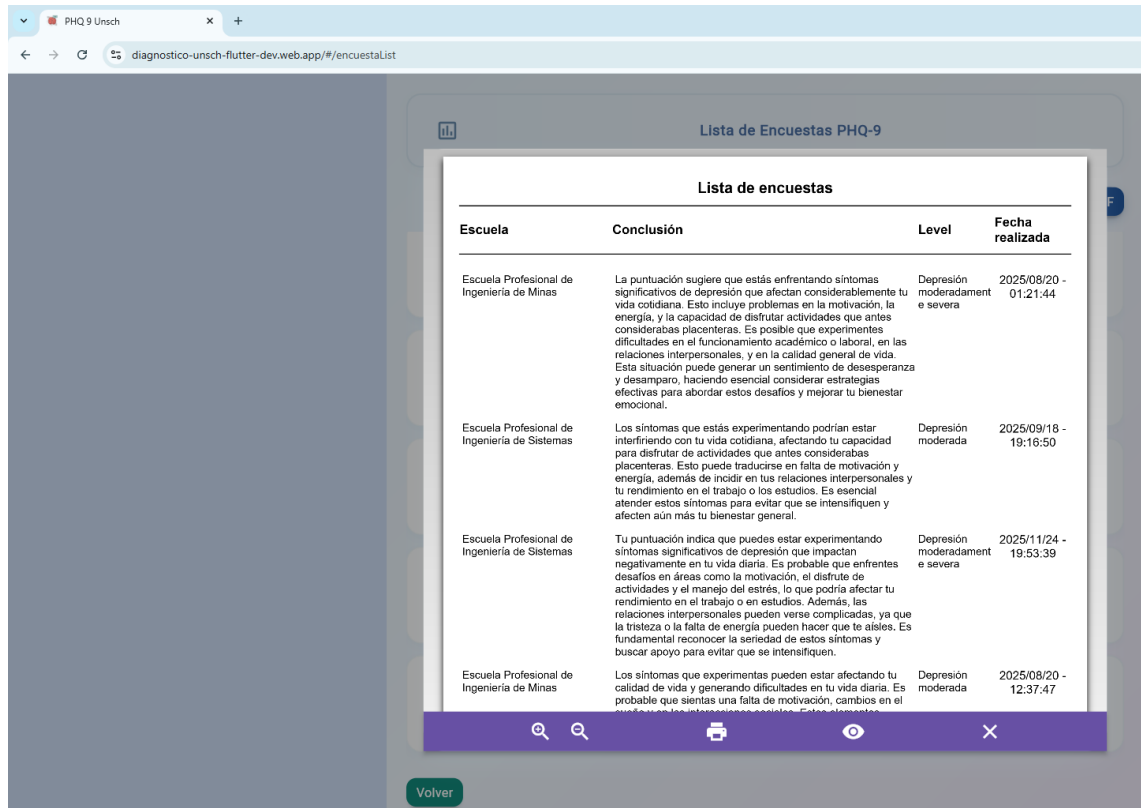 PHQ 9 Unsch
diagnostico-unsch-flutter-dev.web.app/#/encuestaList
Lista de Encuestas PHQ-9
F
Lista de encuestas
Escuela Conclusión Level Fecha
realizada
Escuela Profesional de
Ingeniería de Minas
La puntuación sugiere que estás enfrentando síntomas
significativos de depresión que afectan considerablemente tu
vida cotidiana. Esto incluye problemas en la motivación, la
energía, y la capacidad de disfrutar actividades que antes
considerabas placenteras. Es posible que experimentes
dificultades en el funcionamiento académico o laboral, en las
relaciones interpersonales, y en la calidad general de vida.
Esta situación puede generar un sentimiento de desesperanza
y desamparo, haciendo esencial considerar estrategias
efectivas para abordar estos desafíos y mejorar tu bienestar
emocional.
Depresión
moderadament
e severa
2025/08/20 -
01:21:44
Escuela Profesional de
Ingeniería de Sistemas
Los síntomas que estás experimentando podrían estar
interfiriendo con tu vida cotidiana, afectando tu capacidad
para disfrutar de actividades que antes considerabas
placenteras. Esto puede traducirse en falta de motivación y
energía, además de incidir en tus relaciones interpersonales y
tu rendimiento en el trabajo o los estudios. Es esencial
atender estos síntomas para evitar que se intensifiquen y
afecten aún más tu bienestar general.
Depresión
moderada
2025/09/18 -
19:16:50
Escuela Profesional de
Ingeniería de Sistemas
Tu puntuación indica que puedes estar experimentando
síntomas significativos de depresión que impactan
negativamente en tu vida diaria. Es probable que enfrentes
desafíos en áreas como la motivación, el disfrute de
actividades y el manejo del estrés, lo que podría afectar tu
rendimiento en el trabajo o en estudios. Además, las
relaciones interpersonales pueden verse complicadas, ya que
la tristeza o la falta de energía pueden hacer que te aísles. Es
fundamental reconocer la seriedad de estos síntomas y
buscar apoyo para evitar que se intensifiquen.
Depresión
moderadament
e severa
2025/11/24 -
19:53:39
Escuela Profesional de
Ingeniería de Minas
Los síntomas que experimentas pueden estar afectando tu
calidad de vida y generando dificultades en tu vida diaria. Es
probable que sientas una falta de motivación, cambios en el
Depresión
moderada
2025/08/20 -
12:37:47
Volver